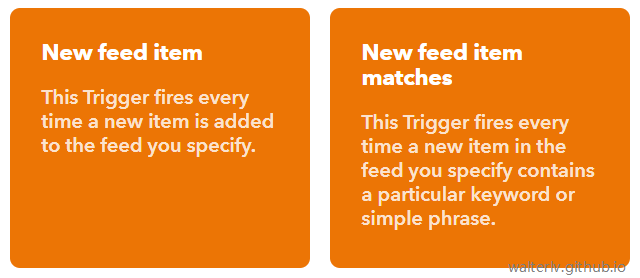 New feed item
This Trigger fires every
time a new item is added
to the feed you specify.
New feed item
matches
This Trigger fires every
time a new item in the
feed you specify contains
a particular keyword or
simple phrase.
walterlv.github.io